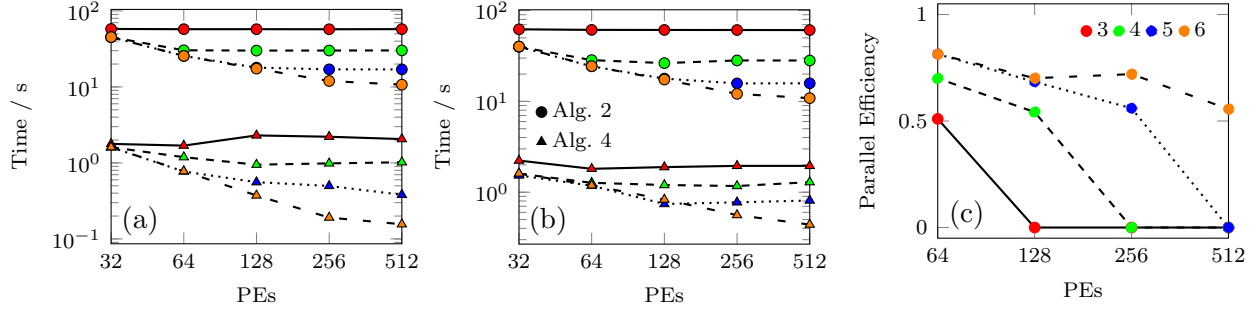 Time / s
10^2
10^1
10^0
10^−1
(a)
32 64 128 256 512
PEs
Time / s
10^2
10^1
10^0
Alg. 2
Alg. 4
(b)
32 64 128 256 512
PEs
Parallel Efficiency
1
0.5
0
3 4 5 6
(c)
64 128 256 512
PEs